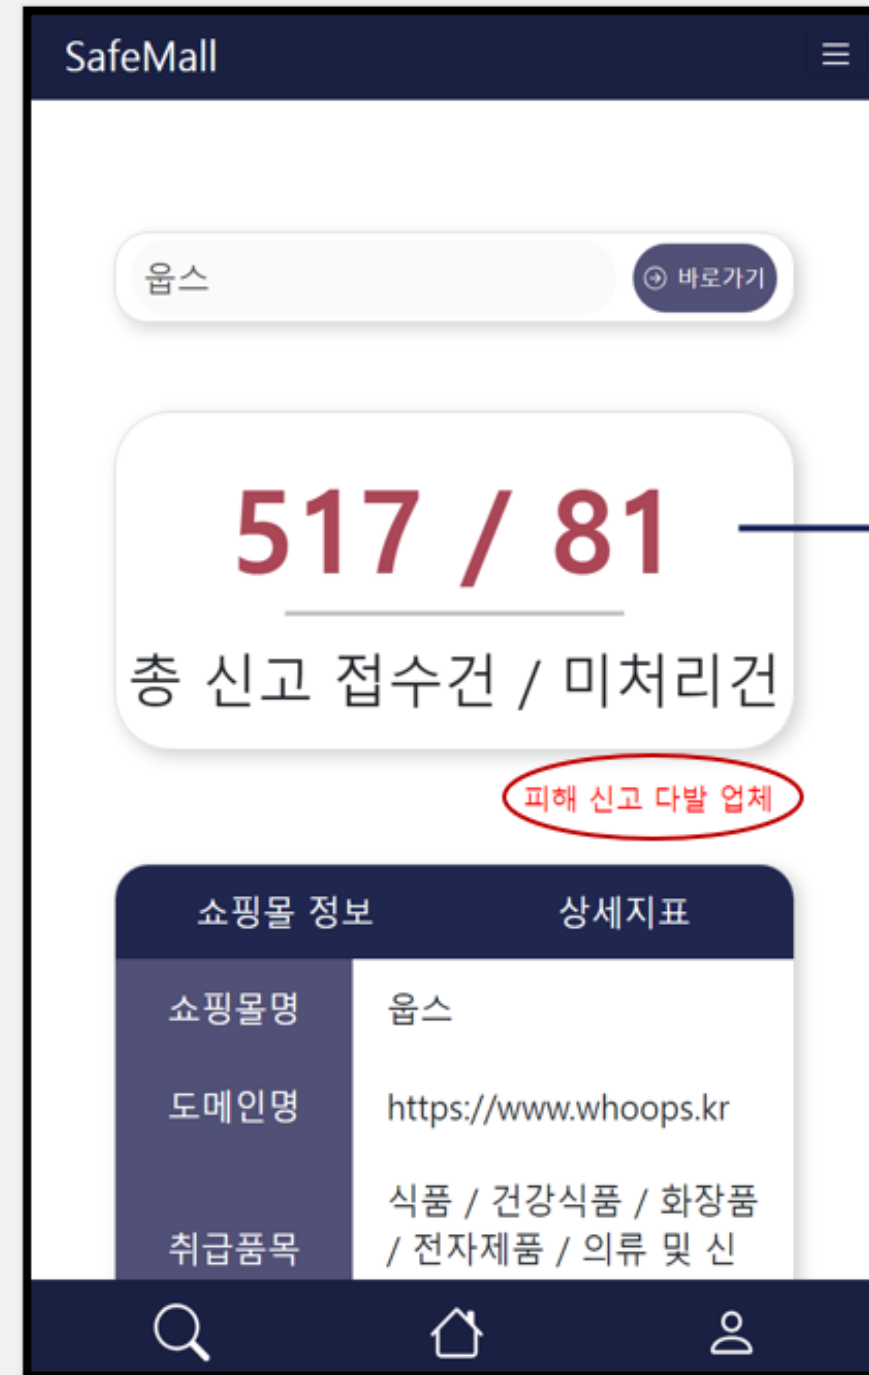 SafeMall
웁스
바로가기
517 / 81
총 신고 접수건 / 미처리건
피해 신고 다발 업체
쇼핑몰 정보 상세지표
쇼핑몰명 웁스
도메인명 https://www.whoops.kr
취급품목 식품 / 건강식품 / 화장품
/ 전자제품 / 의류 및 신